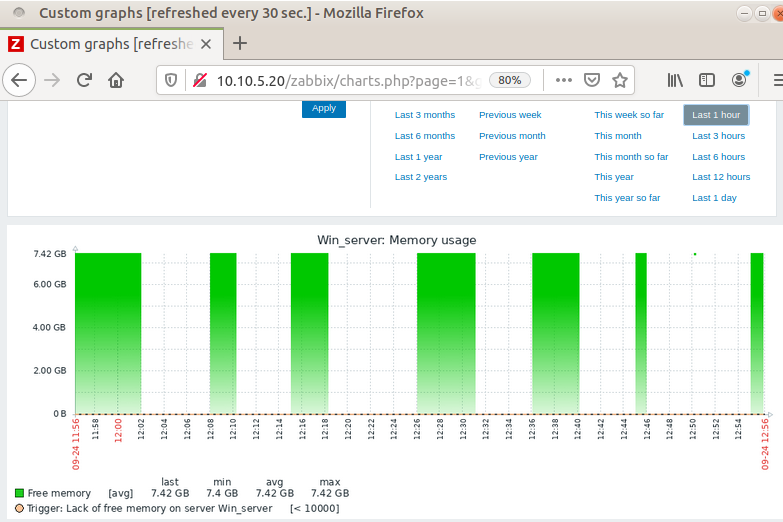 Custom graphs [refreshed every 30 sec.] - Mozilla Firefox
Z Custom graphs [refreshe
10.10.5.20/zabbix/charts.php?page=1& 80%
Apply
Last 3 months Previous week This week so far Last 1 hour
Last 6 months Previous month This month Last 3 hours
Last 1 year Previous year This month so far Last 6 hours
Last 2 years This year Last 12 hours
This year so far Last 1 day
Win_server: Memory usage
7.42 GB
6.00 GB
4.00 GB
2.00 GB
0 B
09-24 11:56 11:58 12:00 12:02 12:04 12:06 12:08 12:10 12:12 12:14 12:16 12:18 12:20 12:22 12:24 12:26 12:28 12:30 12:32 12:34 12:36 12:38 12:40 12:42 12:44 12:46 12:48 12:50 12:52 12:54 09-24 12:56
last min avg max
Free memory [avg] 7.42 GB 7.4 GB 7.42 GB 7.42 GB
Trigger: Lack of free memory on server Win_server [< 10000]